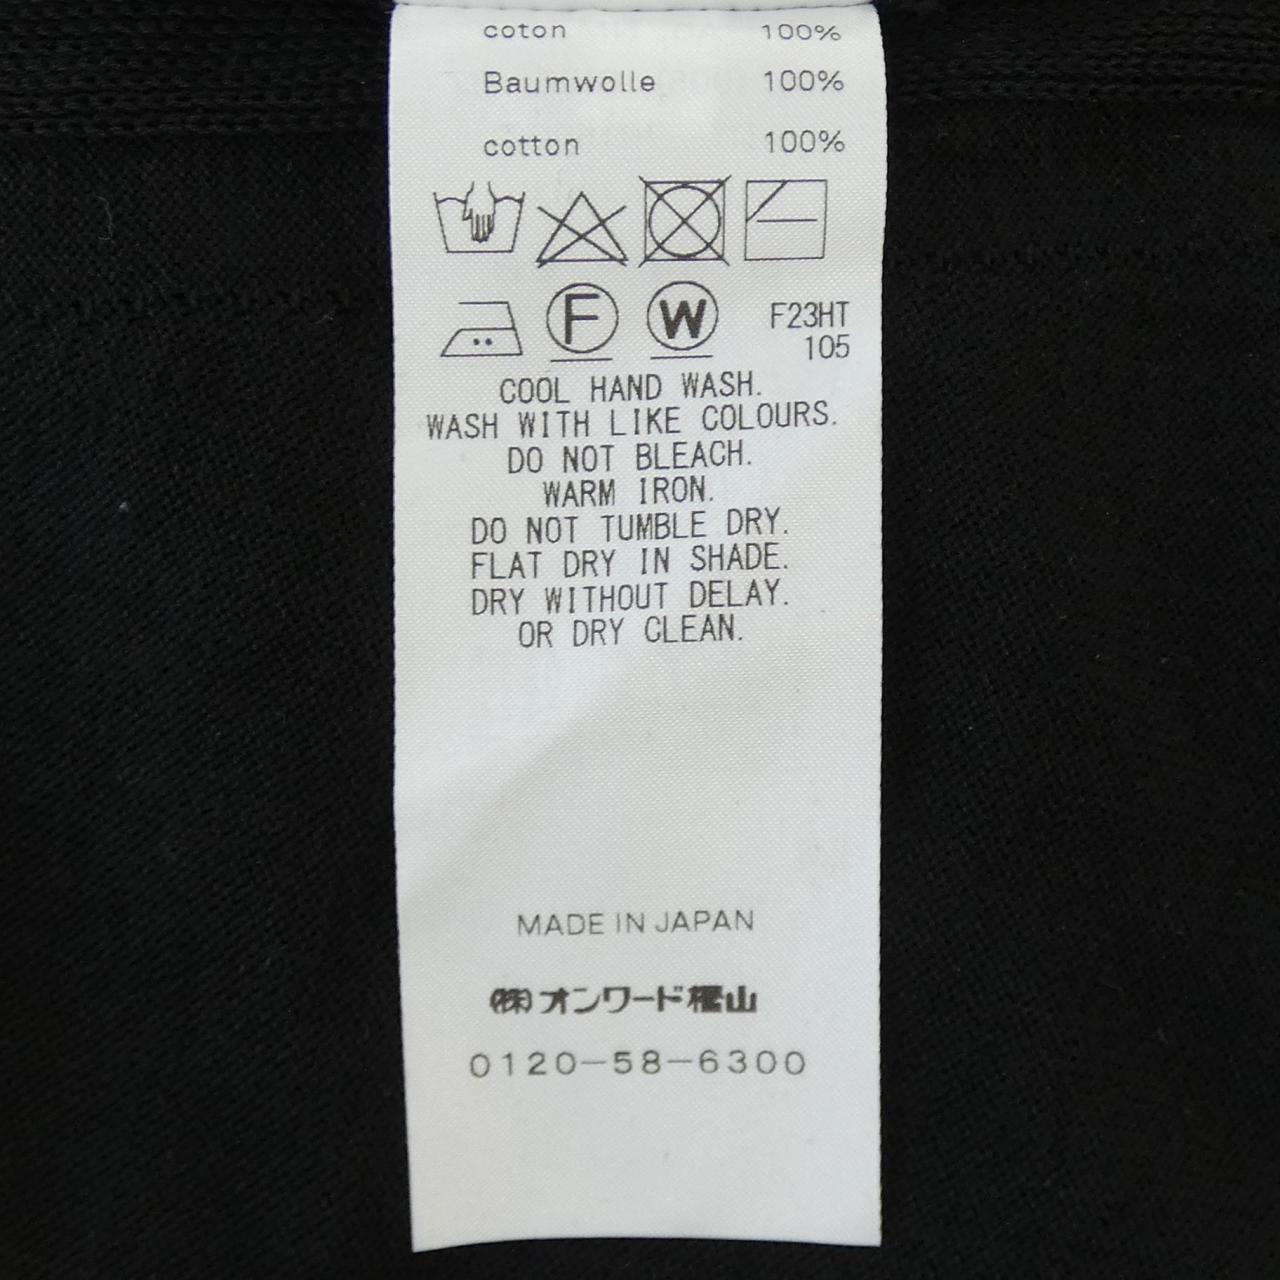 coton 100%
Baumwolle 100%
cotton 100%
F W F23HT
105
COOL HAND WASH.
WASH WITH LIKE COLOURS.
DO NOT BLEACH.
WARM IRON.
DO NOT TUMBLE DRY.
FLAT DRY IN SHADE.
DRY WITHOUT DELAY.
OR DRY CLEAN.
MADE IN JAPAN
㈱オンワード樫山
0120-58-6300